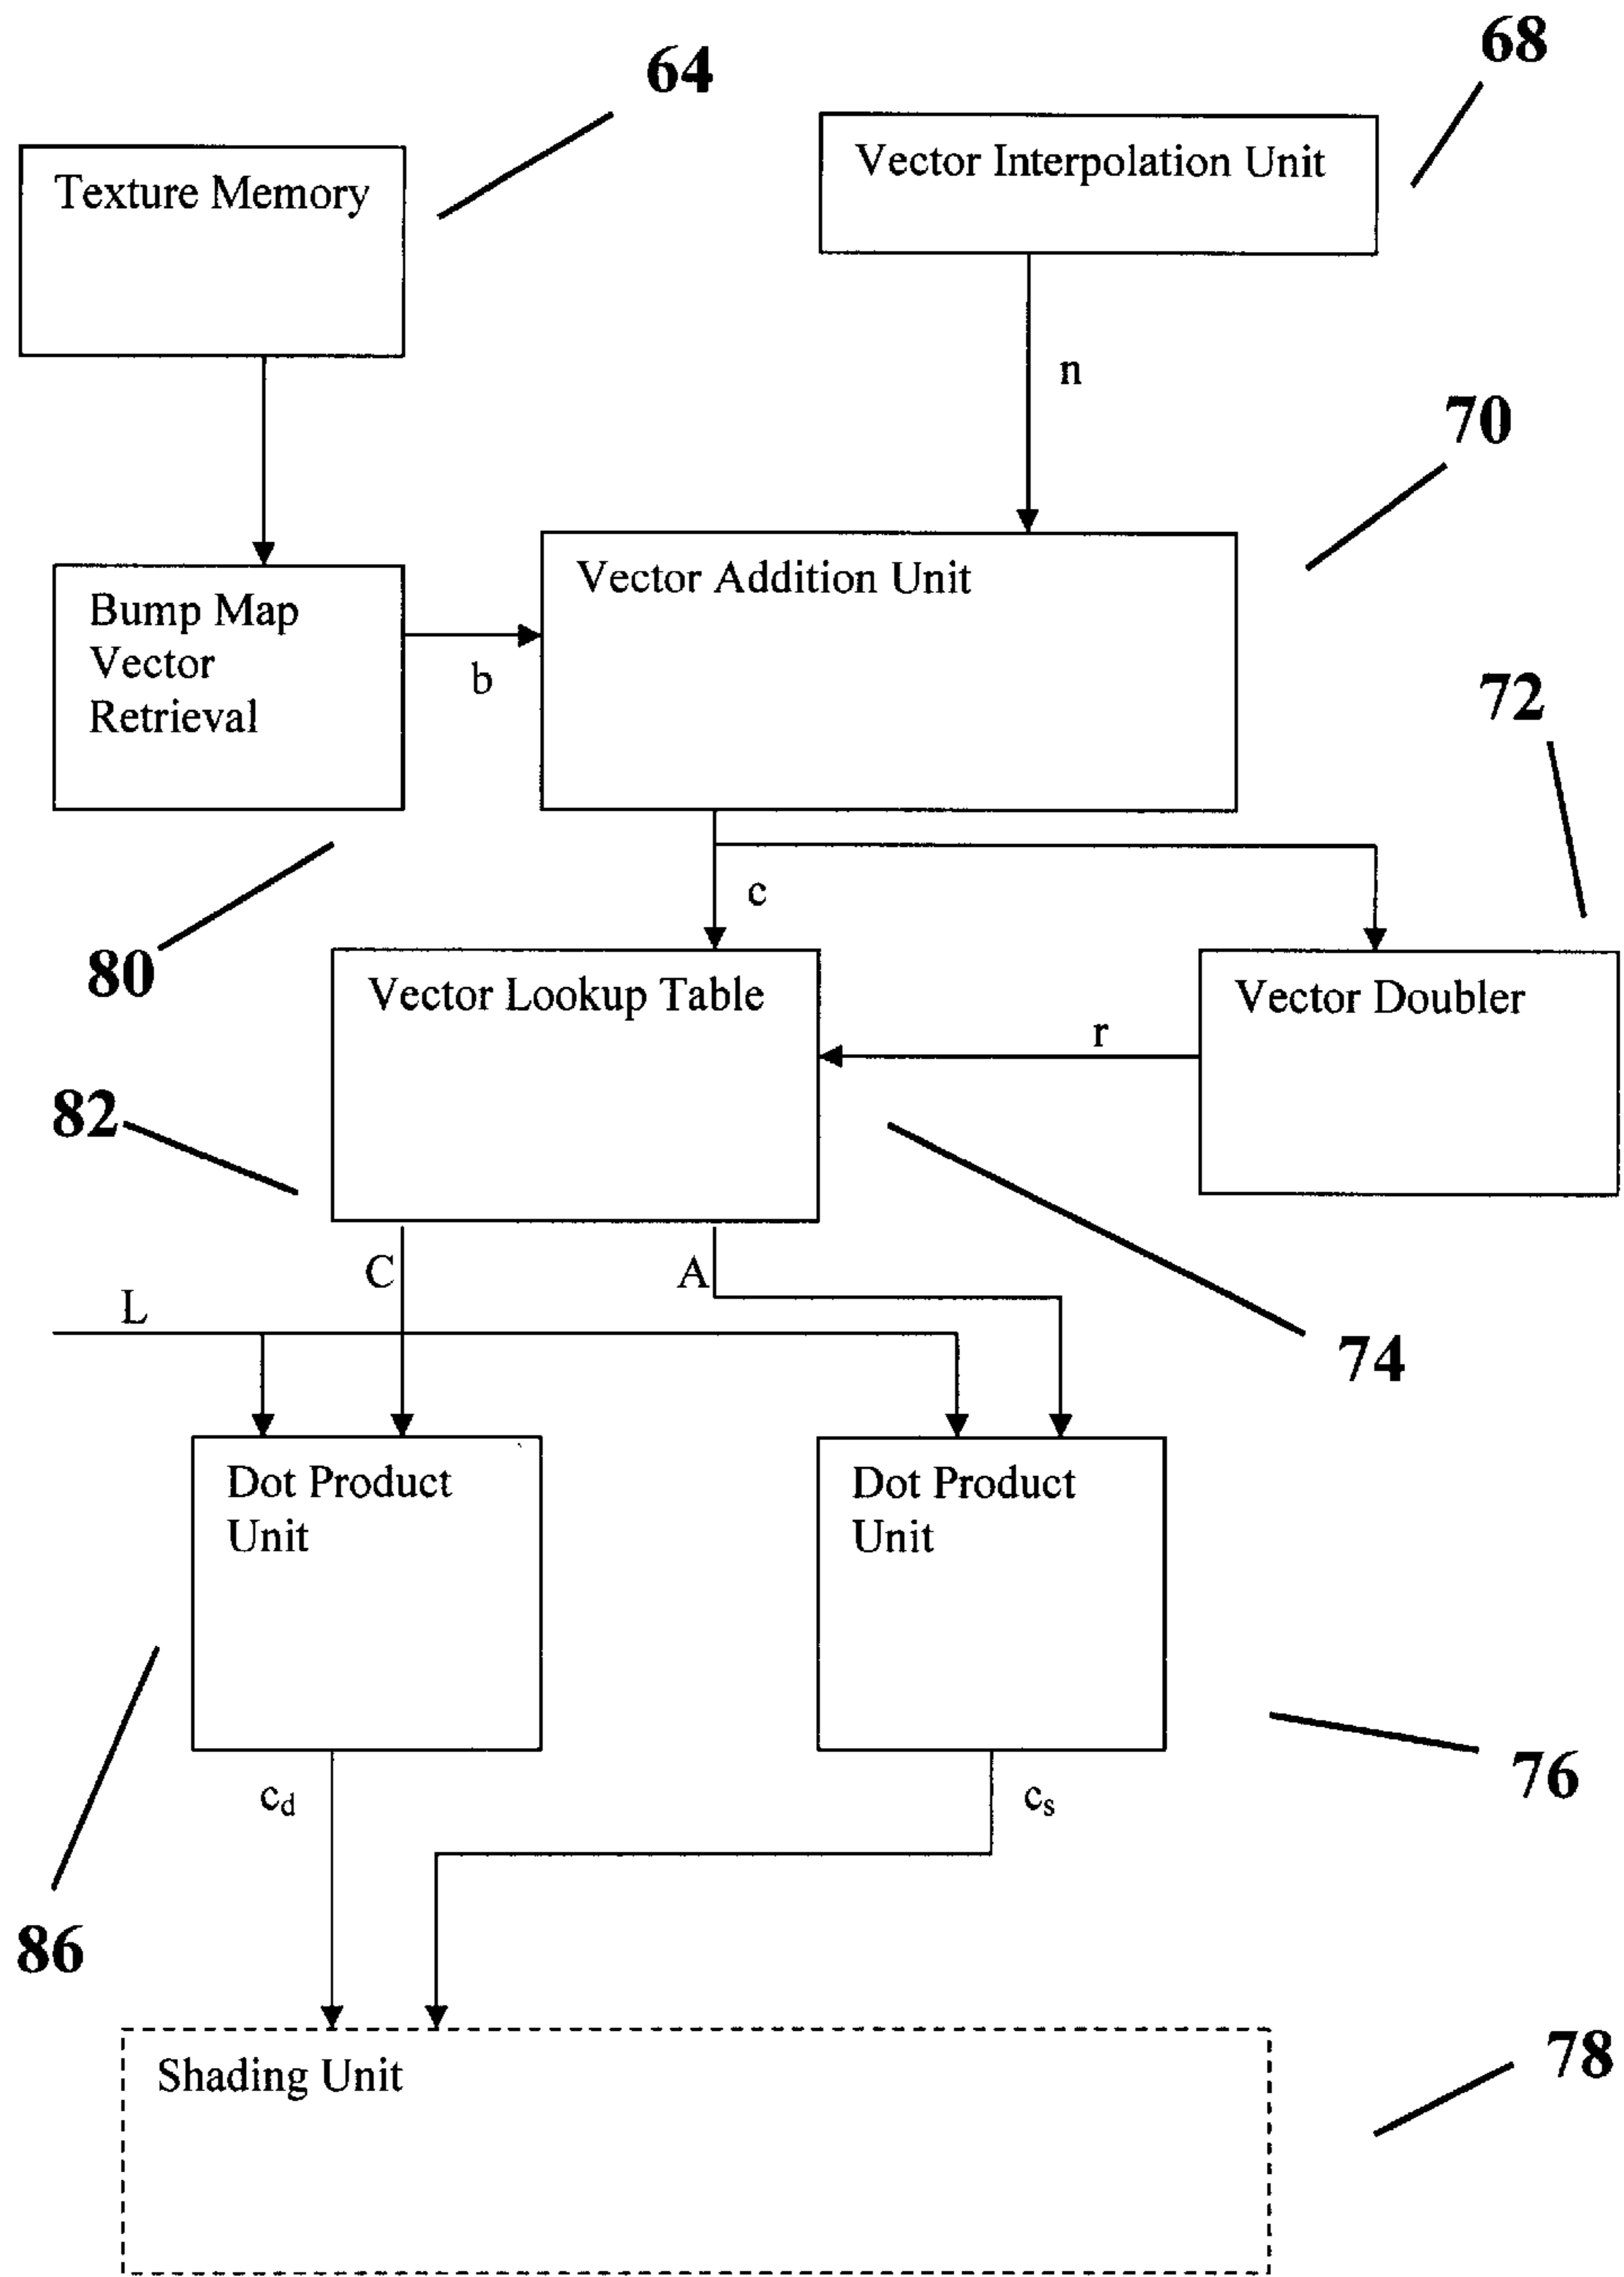 68
64
Vector Interpolation Unit
Texture Memory
n
70
Vector Addition Unit
Bump Map
Vector
Retrieval
b
72
c
80
Vector Lookup Table
Vector Doubler
r
82
C
A
L
74
Dot Product
Unit
Dot Product
Unit
76
cd
cs
86
78
Shading Unit